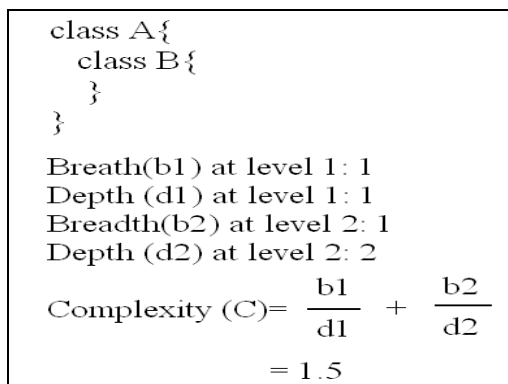 class A{
class B{
}
}
Breath(b1) at level 1: 1
Depth (d1) at level 1: 1
Breadth(b2) at level 2: 1
Depth (d2) at level 2: 2
Complexity (C)= b1/d1 + b2/d2
= 1.5